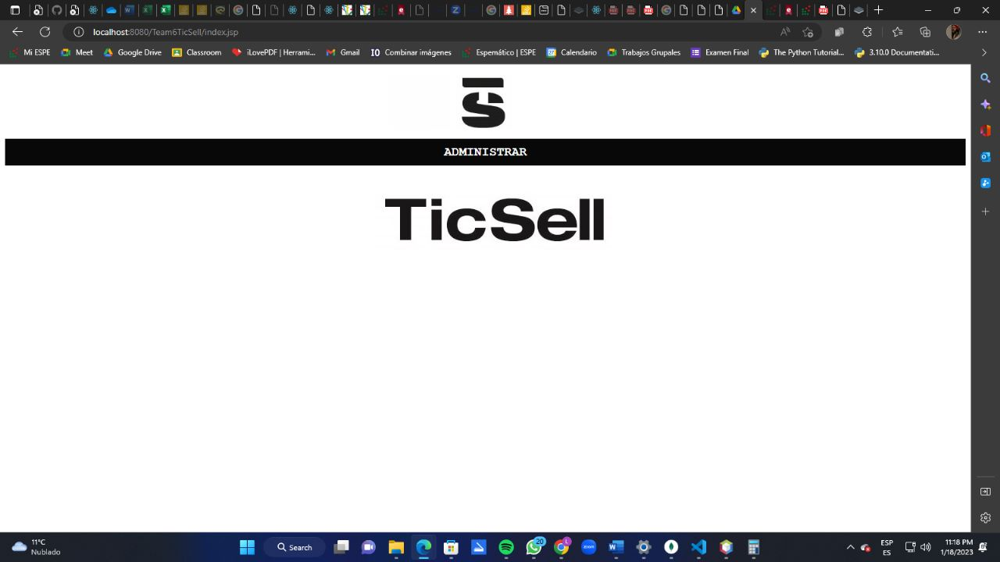 localhost:8080/Team6TicSell/index.jsp
Mi ESPE
Meet
Google Drive
Classroom
iLovePDF | Herrami...
Gmail
Combinar imágenes
Espemático | ESPE
Calendario
Trabajos Grupales
Examen Final
The Python Tutorial...
3.10.0 Documentati...
ADMINISTRAR
TicSell
11°C
Nublado
Search
20
L
zoom
ESP
ES
11:18 PM
1/18/2023